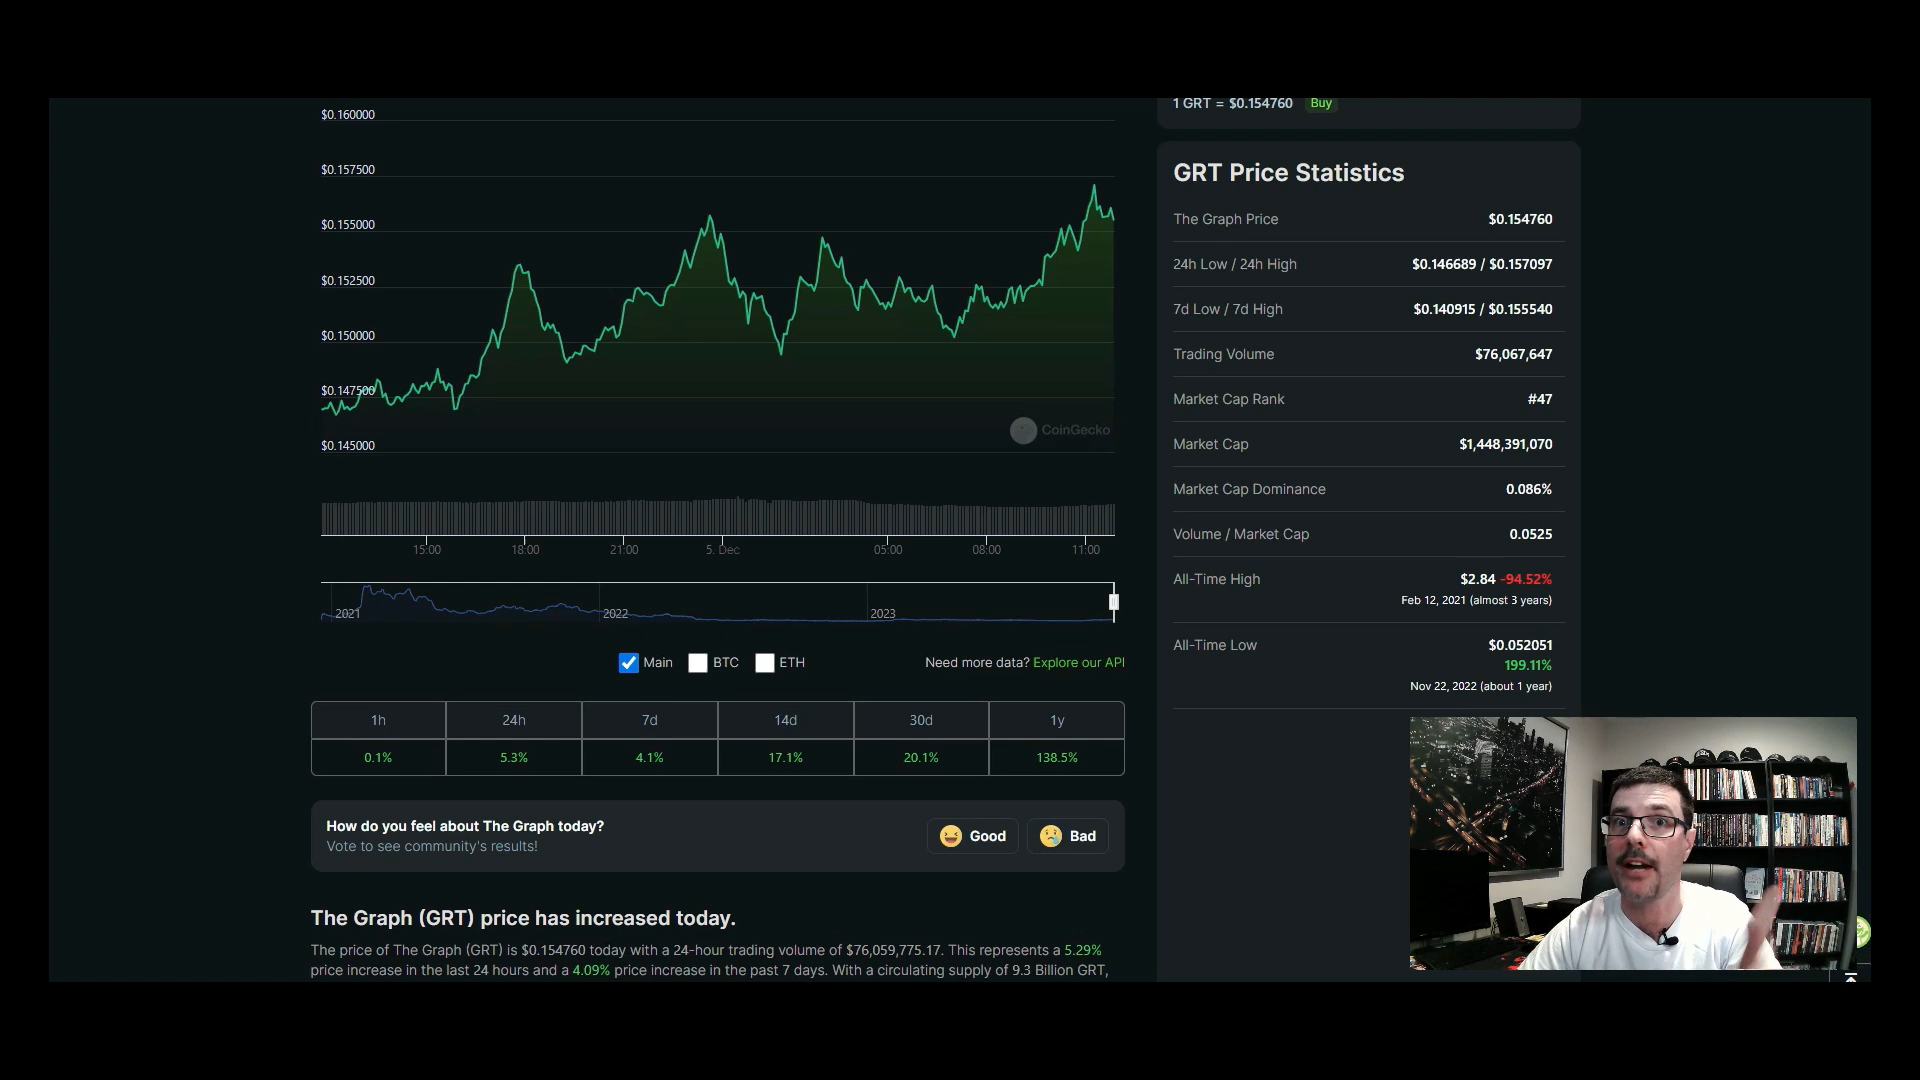 $0.160000
$0.157500
$0.155000
$0.152500
$0.150000
$0.147500
$0.145000
CoinGecko
15:00 18:00 21:00 5. Dec 05:00 08:00 11:00
2021 2022 2023
Main BTC ETH Need more data? Explore our API
1h 24h 7d 14d 30d 1y
0.1% 5.3% 4.1% 17.1% 20.1% 138.5%
How do you feel about The Graph today?
Vote to see community's results!
Good Bad
The Graph (GRT) price has increased today.
The price of The Graph (GRT) is $0.154760 today with a 24-hour trading volume of $76,059,775.17. This represents a 5.29%
price increase in the last 24 hours and a 4.09% price increase in the past 7 days. With a circulating supply of 9.3 Billion GRT,
1 GRT = $0.154760 Buy
GRT Price Statistics
The Graph Price $0.154760
24h Low / 24h High $0.146689 / $0.157097
7d Low / 7d High $0.140915 / $0.155540
Trading Volume $76,067,647
Market Cap Rank #47
Market Cap $1,448,391,070
Market Cap Dominance 0.086%
Volume / Market Cap 0.0525
All-Time High $2.84 -94.52%
Feb 12, 2021 (almost 3 years)
All-Time Low $0.052051
199.11%
Nov 22, 2022 (about 1 year)